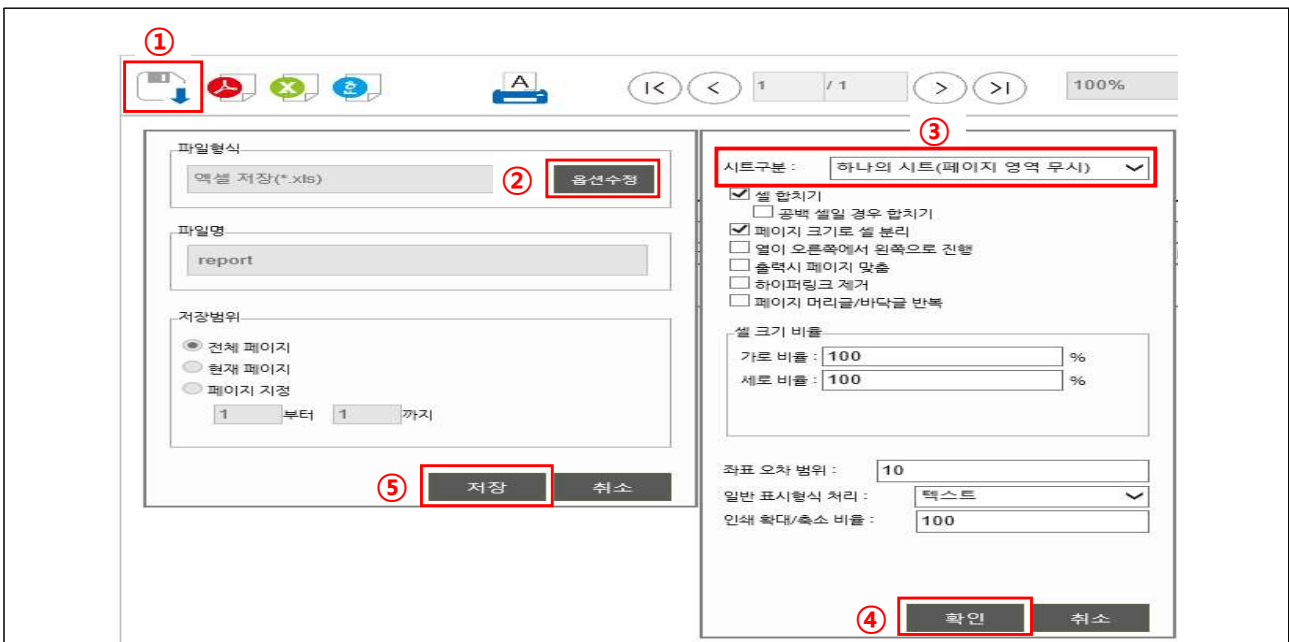 ①
A
1 / 1
100%
파일형식
엑셀 저장(*.xls)
② 옵션수정
파일명
report
저장범위
전체 페이지
현재 페이지
페이지 지정
1 부터 1 까지
⑤ 저장 취소
③
시트구분 : 하나의 시트(페이지 영역 무시)
셀 합치기
공백 셀일 경우 합치기
페이지 크기로 셀 분리
열이 오른쪽에서 왼쪽으로 진행
출력시 페이지 맞춤
하이퍼링크 제거
페이지 머리글/바닥글 반복
셀 크기 비율
가로 비율 : 100 %
세로 비율 : 100 %
좌표 오차 범위 : 10
일반 표시형식 처리 : 텍스트
인쇄 확대/축소 비율 : 100
④ 확인 취소